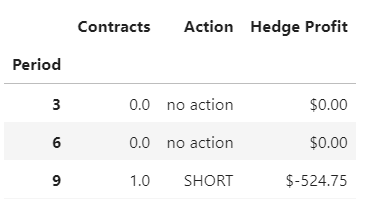 Contracts Action Hedge Profit
Period
3 0.0 no action $0.00
6 0.0 no action $0.00
9 1.0 SHORT $-524.75